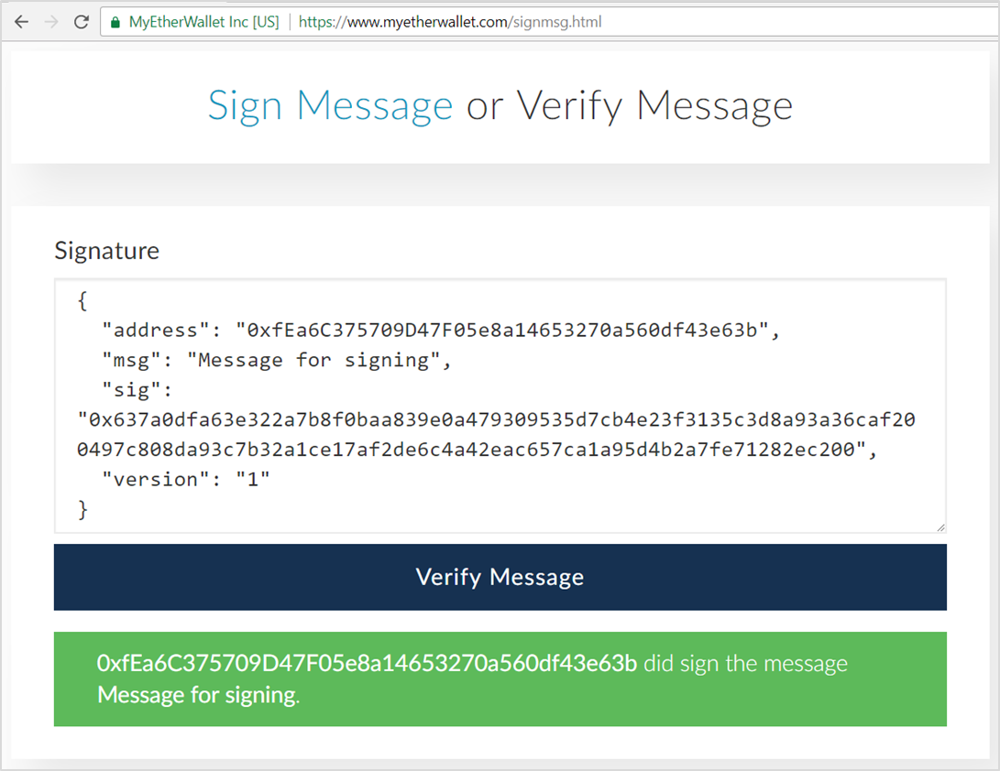 MyEtherWallet Inc [US] https://www.myetherwallet.com/signmsg.html
Sign Message or Verify Message
Signature
{
"address": "0xfEa6C375709D47F05e8a14653270a560df43e63b",
"msg": "Message for signing",
"sig":
"0x637a0dfa63e322a7b8f0baa839e0a479309535d7cb4e23f3135c3d8a93a36caf20
0497c808da93c7b32a1ce17af2de6c4a42eac657ca1a95d4b2a7fe71282ec200",
"version": "1"
}
Verify Message
0xfEa6C375709D47F05e8a14653270a560df43e63b did sign the message
Message for signing.